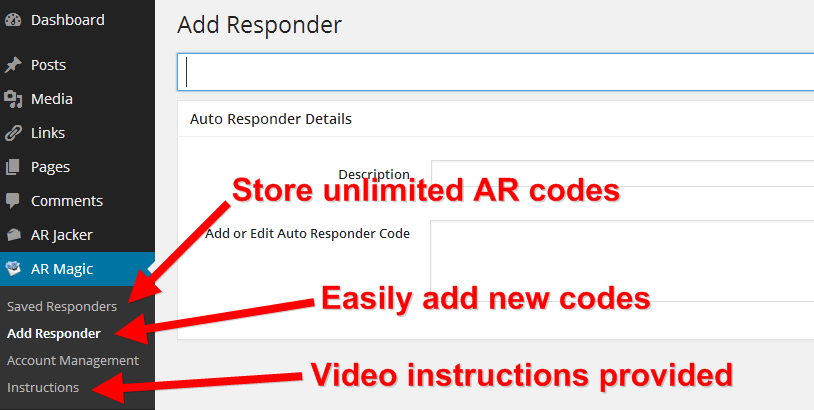 Dashboard
Posts
Media
Links
Pages
Comments
AR Jacker
AR Magic
Saved Responders
Add Responder
Account Management
Instructions
Add Responder
Auto Responder Details
Description
Store unlimited AR codes
Add or Edit Auto Responder Code
Easily add new codes
Video instructions provided